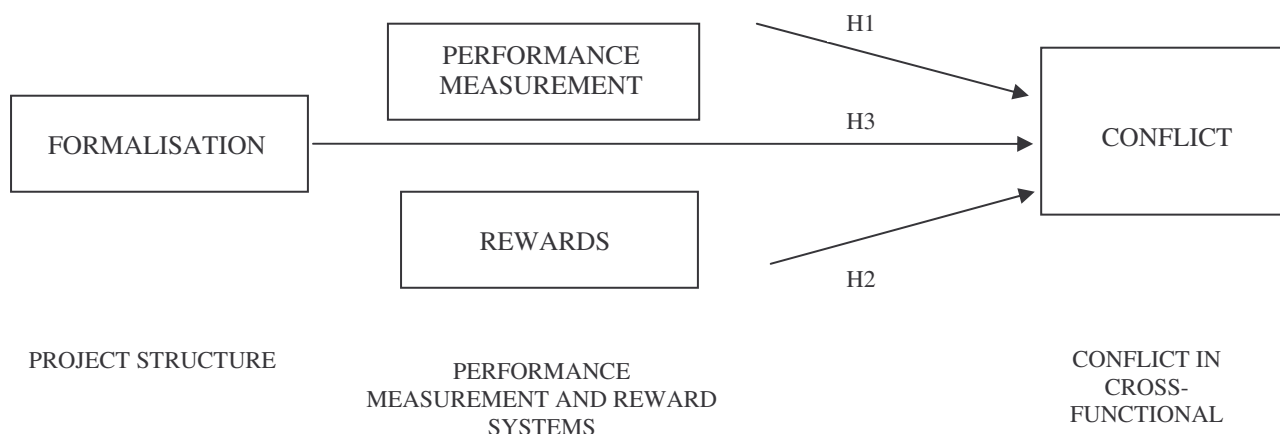 H1
PERFORMANCE
MEASUREMENT
FORMALISATION
H3
CONFLICT
REWARDS
H2
PROJECT STRUCTURE
PERFORMANCE
MEASUREMENT AND REWARD
SYSTEMS
CONFLICT IN
CROSS-
FUNCTIONAL